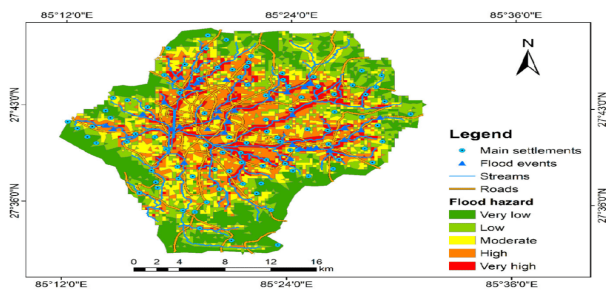 85°12'0"E 85°24'0"E 85°36'0"E
N
27°43'0"N 27°43'0"N
Legend
Main settlements
Flood events
Streams
Roads
Flood hazard
27°36'0"N 27°36'0"N
Very low
Low
Moderate
High
Very high
0 2 4 8 12 16
km
85°12'0"E 85°24'0"E 85°36'0"E